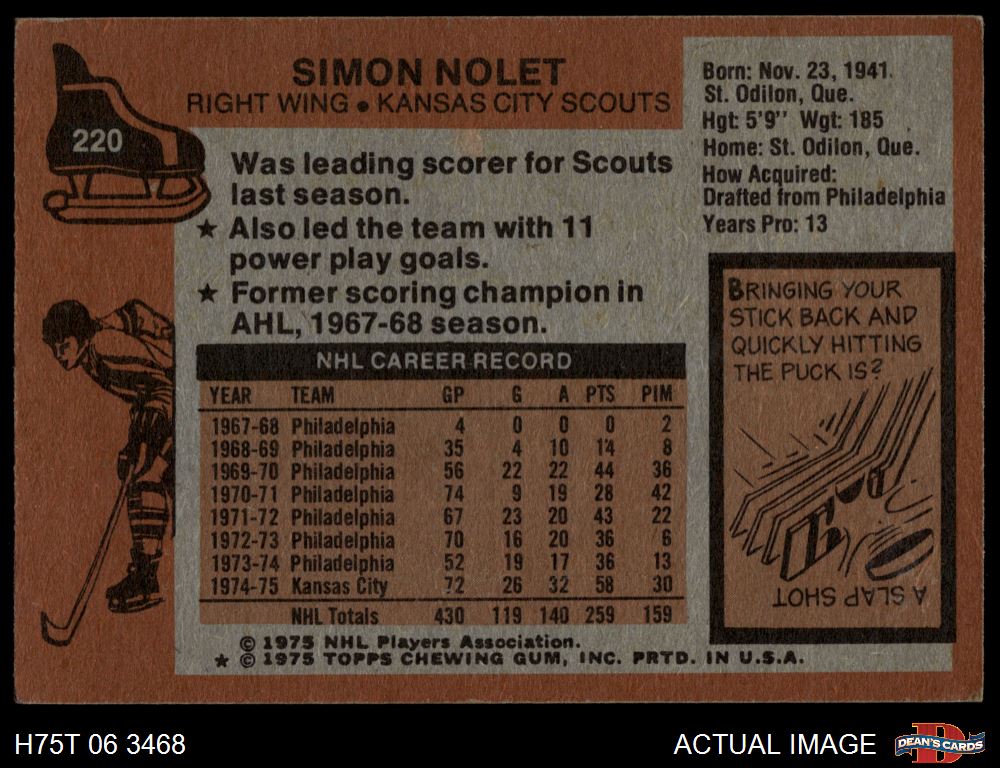 220
SIMON NOLET
RIGHT WING • KANSAS CITY SCOUTS
Was leading scorer for Scouts
last season.
★ Also led the team with 11
power play goals.
★ Former scoring champion in
AHL, 1967-68 season.
Born: Nov. 23, 1941.
St. Odilon, Que.
Hgt: 5'9" Wgt: 185
Home: St. Odilon, Que.
How Acquired:
Drafted from Philadelphia
Years Pro: 13
NHL CAREER RECORD
YEAR TEAM GP G A PTS PIM
1967-68 Philadelphia 4 0 0 0 2
1968-69 Philadelphia 35 4 10 14 8
1969-70 Philadelphia 56 22 22 44 36
1970-71 Philadelphia 74 9 19 28 42
1971-72 Philadelphia 67 23 20 43 22
1972-73 Philadelphia 70 16 20 36 6
1973-74 Philadelphia 52 19 17 36 13
1974-75 Kansas City 72 26 32 58 30
NHL Totals 430 119 140 259 159
BRINGING YOUR
STICK BACK AND
QUICKLY HITTING
THE PUCK IS?
A SLAP SHOT
© 1975 NHL Players Association.
★ © 1975 TOPPS CHEWING GUM, INC. PRTD. IN U.S.A.
H75T 06 3468
ACTUAL IMAGE
DEAN'S CARDS